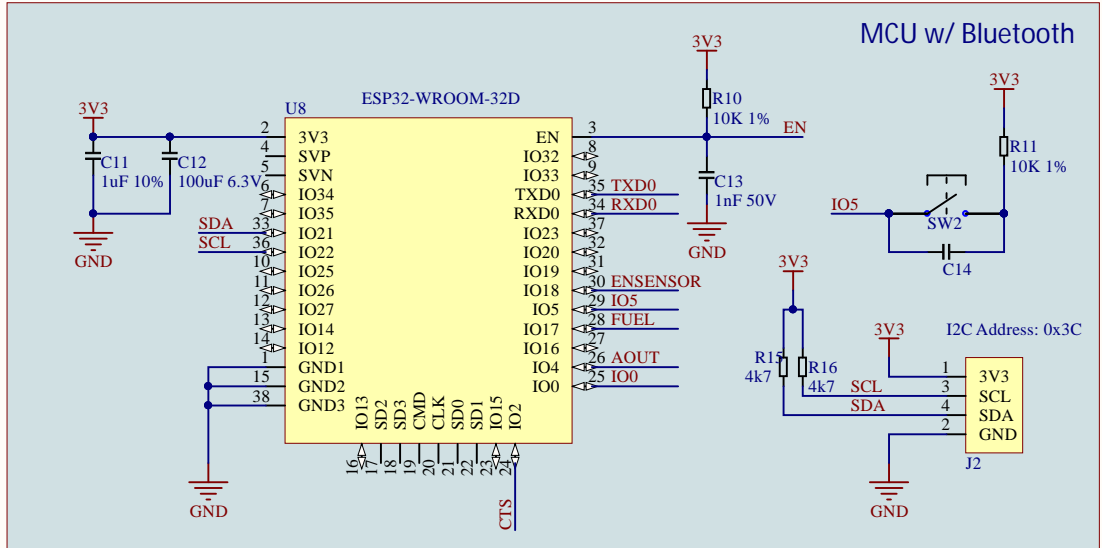 MCU w/ Bluetooth
3V3
C11
1uF 10%
C12
100uF 6.3V
GND
SDA
SCL
U8
ESP32-WROOM-32D
2 3V3
4 SVP
5 SVN
6 IO34
7 IO35
33 IO21
36 IO22
10 IO25
11 IO26
12 IO27
13 IO14
14 IO12
1 GND1
15 GND2
38 GND3
GND
EN 3
IO32 8
IO33 9
TXD0 35 TXD0
RXD0 34 RXD0
IO23 37
IO20 32
IO19 31
IO18 30 ENSENSOR
IO5 29 IO5
IO17 28 FUEL
IO16 27
IO4 26 AOUT
IO0 25 IO0
IO13 16
SD2 17
SD3 18
CMD 19
CLK 20
SD0 21
SD1 22
IO15 23
IO2 24
CTS
3V3
R10
10K 1%
EN
C13
1nF 50V
GND
3V3
R11
10K 1%
IO5
SW2
C14
3V3
R15
4k7
R16
4k7
SCL
SDA
3V3
I2C Address: 0x3C
1 3V3
3 SCL
4 SDA
2 GND
J2
GND